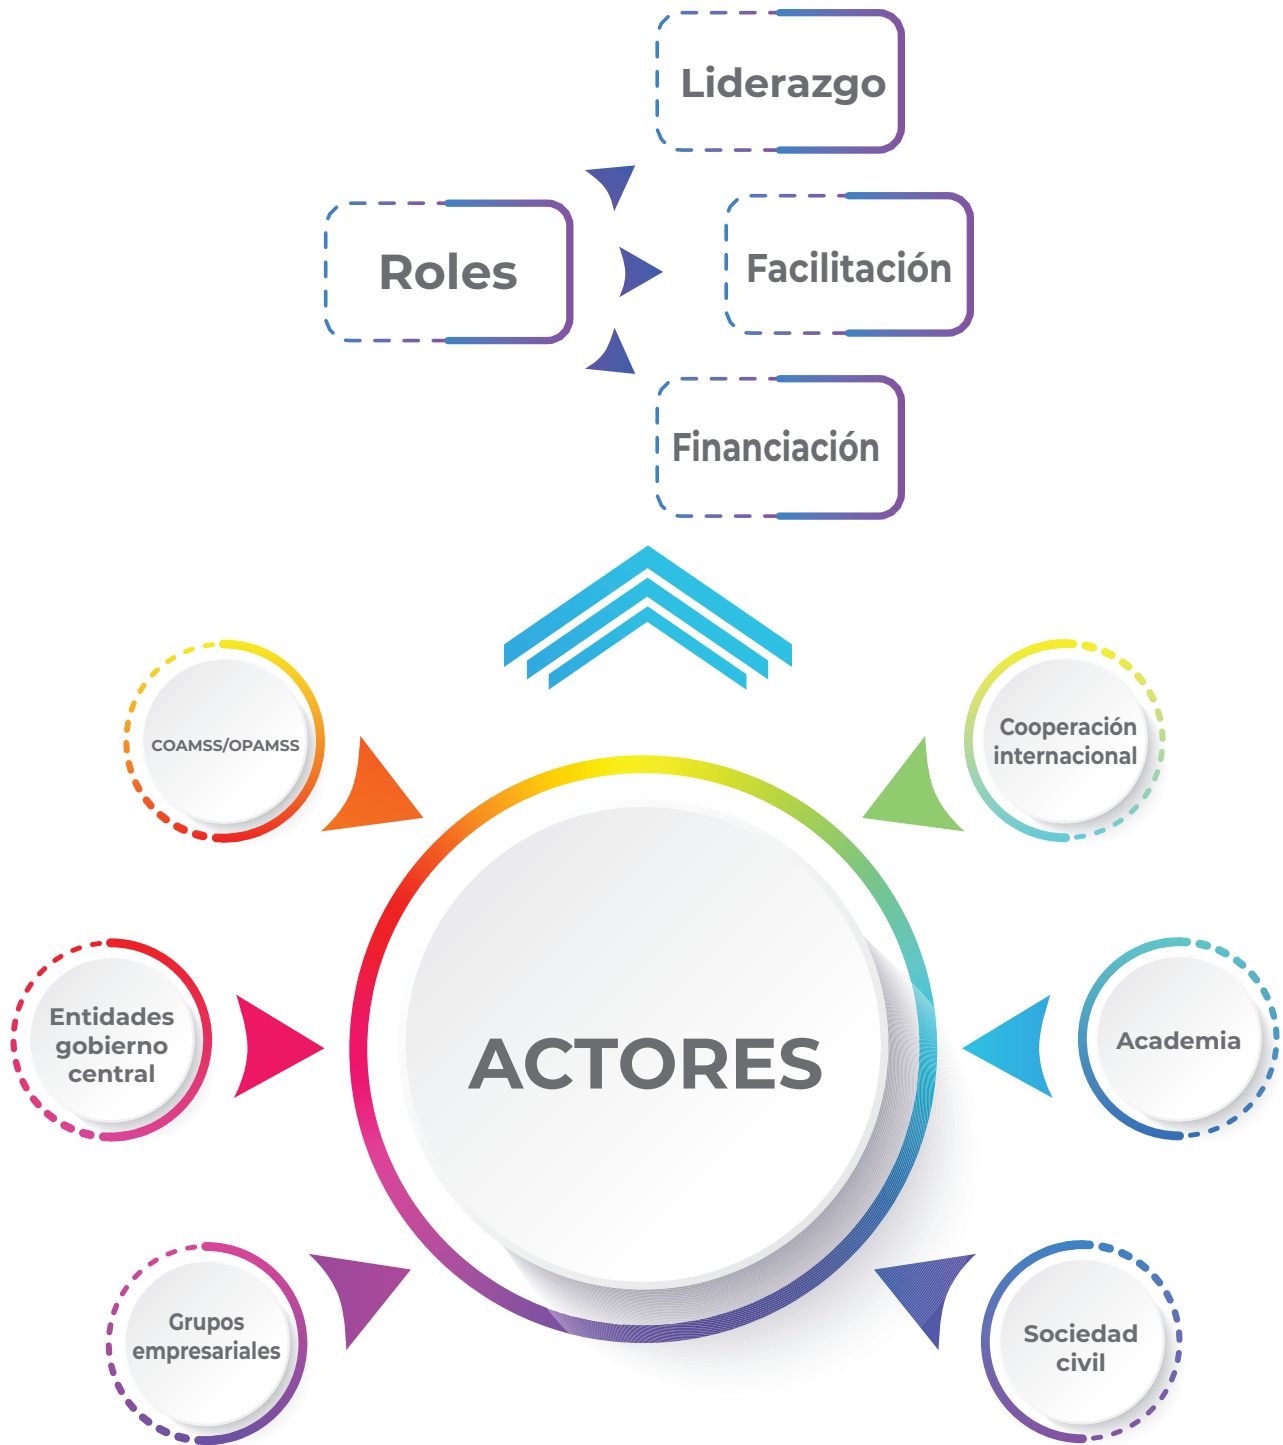 Liderazgo
Roles
Facilitación
Financiación
COAMSS/OPAMSS
Cooperación
internacional
Entidades
gobierno
central
ACTORES
Academia
Grupos
empresariales
Sociedad
civil